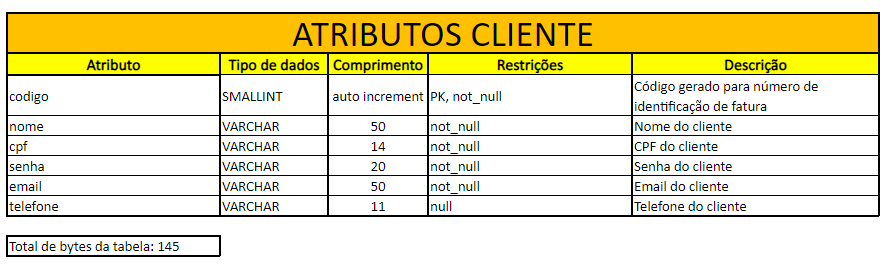 ATRIBUTOS CLIENTE
Atributo Tipo de dados Comprimento Restrições Descrição
codigo SMALLINT auto increment PK, not_null Código gerado para número de
identificação de fatura
nome VARCHAR 50 not_null Nome do cliente
cpf VARCHAR 14 not_null CPF do cliente
senha VARCHAR 20 not_null Senha do cliente
email VARCHAR 50 not_null Email do cliente
telefone VARCHAR 11 null Telefone do cliente
Total de bytes da tabela: 145